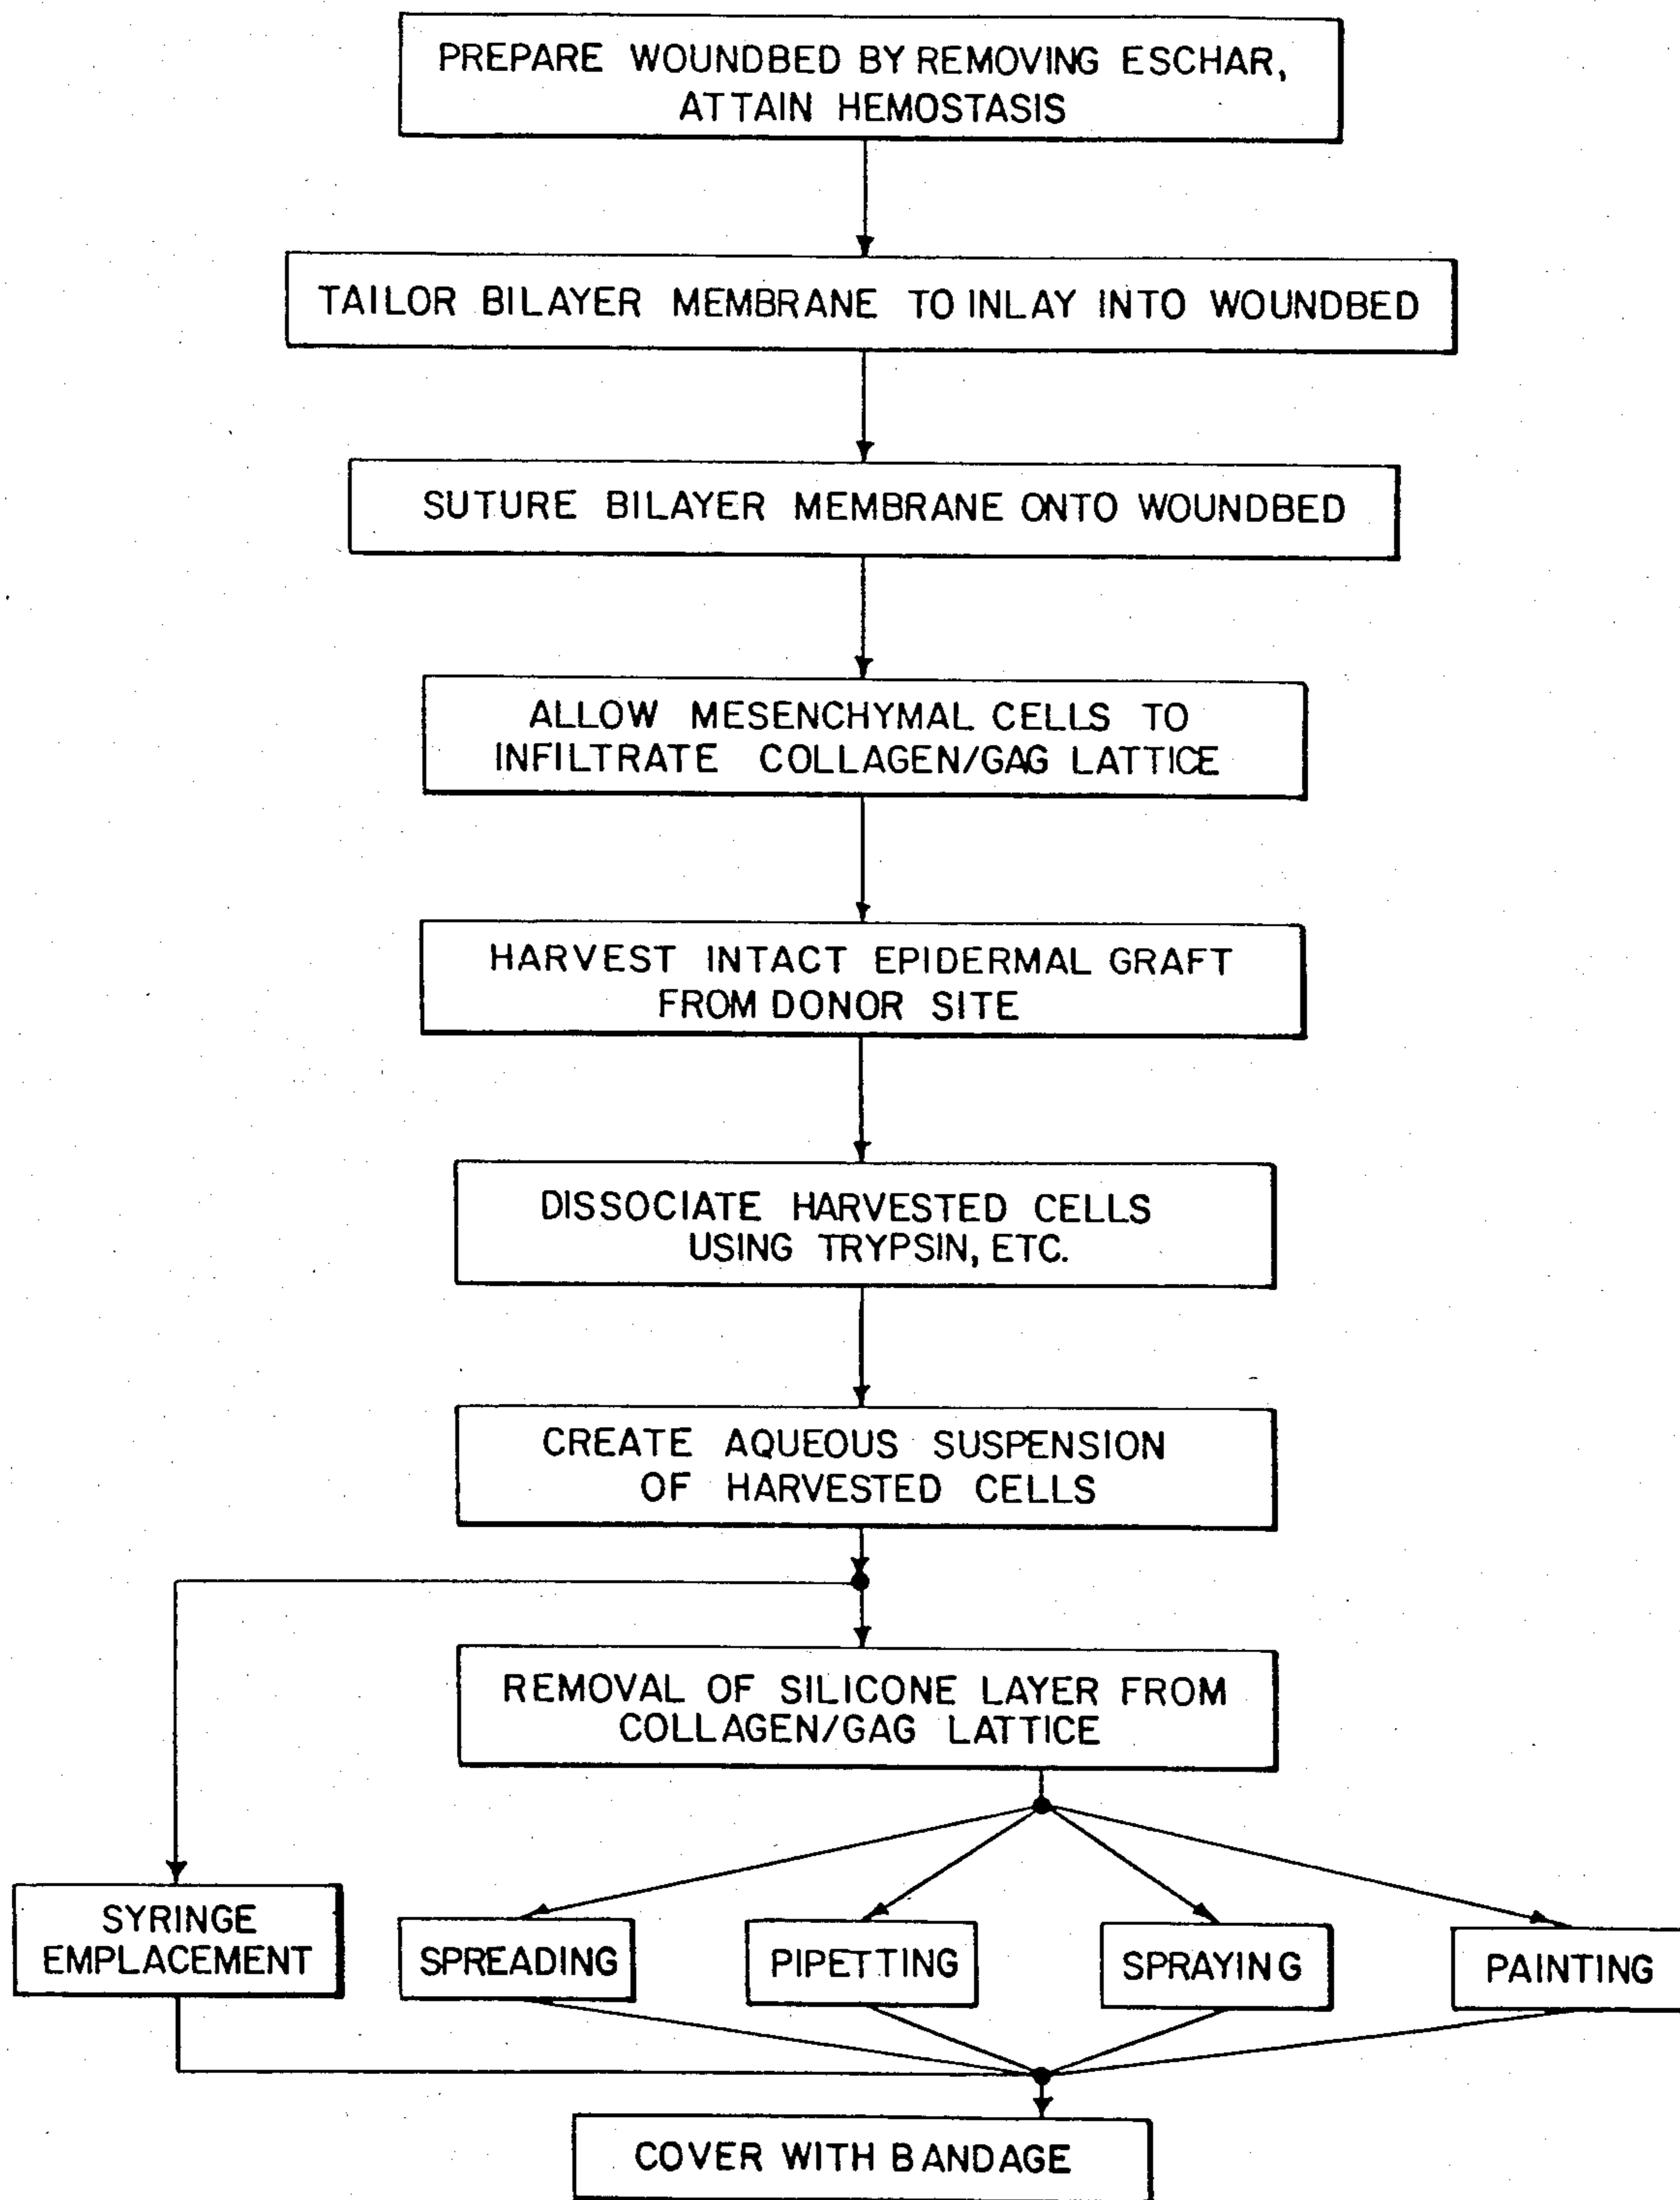 PREPARE WOUNDBED BY REMOVING ESCHAR,
ATTAIN HEMOSTASIS
TAILOR BILAYER MEMBRANE TO INLAY INTO WOUNDBED
SUTURE BILAYER MEMBRANE ONTO WOUNDBED
ALLOW MESENCHYMAL CELLS TO
INFILTRATE COLLAGEN/GAG LATTICE
HARVEST INTACT EPIDERMAL GRAFT
FROM DONOR SITE
DISSOCIATE HARVESTED CELLS
USING TRYPSIN, ETC.
CREATE AQUEOUS SUSPENSION
OF HARVESTED CELLS
REMOVAL OF SILICONE LAYER FROM
COLLAGEN/GAG LATTICE
SYRINGE
EMPLACEMENT
SPREADING
PIPETTING
SPRAYING
PAINTING
COVER WITH BANDAGE